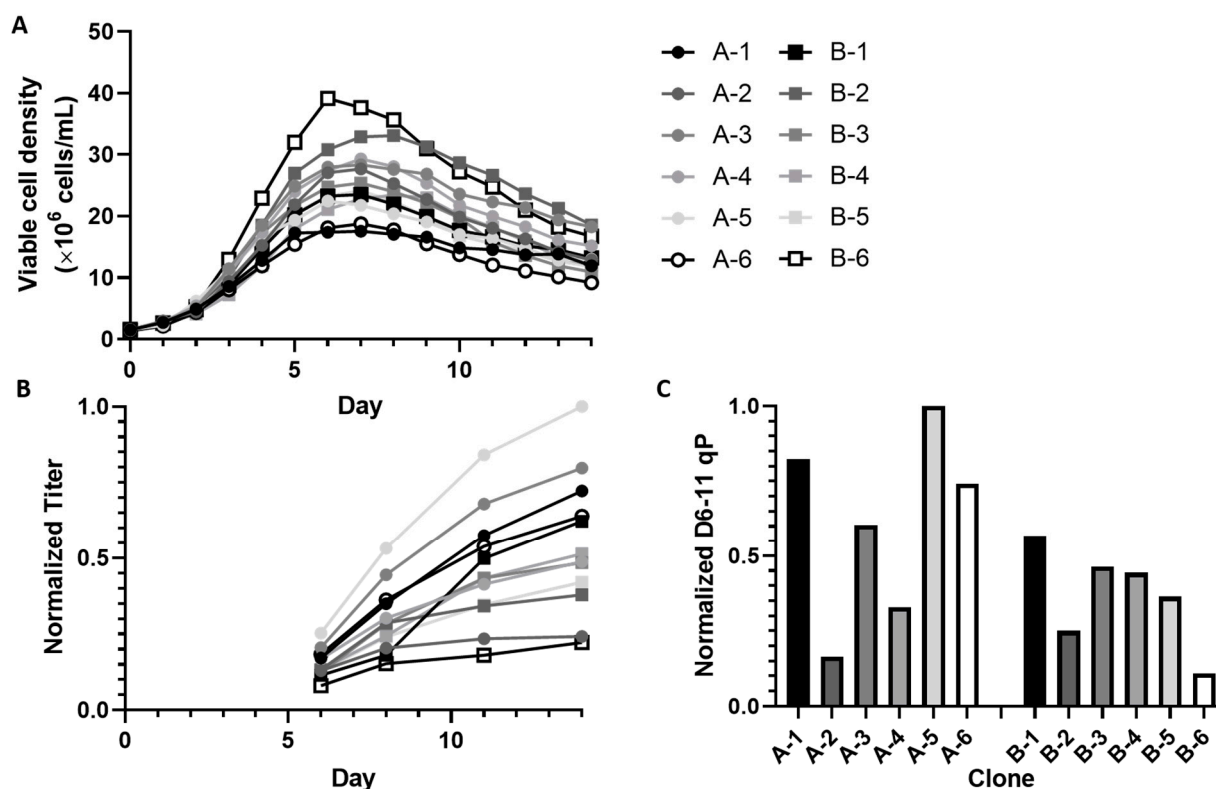 A
50
40
30
20
10
0
Viable cell density
(×10⁶ cells/mL)
0 5 10
Day
A-1 B-1
A-2 B-2
A-3 B-3
A-4 B-4
A-5 B-5
A-6 B-6
B
1.0
0.5
0.0
Normalized Titer
0 5 10
Day
C
1.0
0.5
0.0
Normalized D6-11 qP
A-1 A-2 A-3 A-4 A-5 A-6 B-1 B-2 B-3 B-4 B-5 B-6
Clone